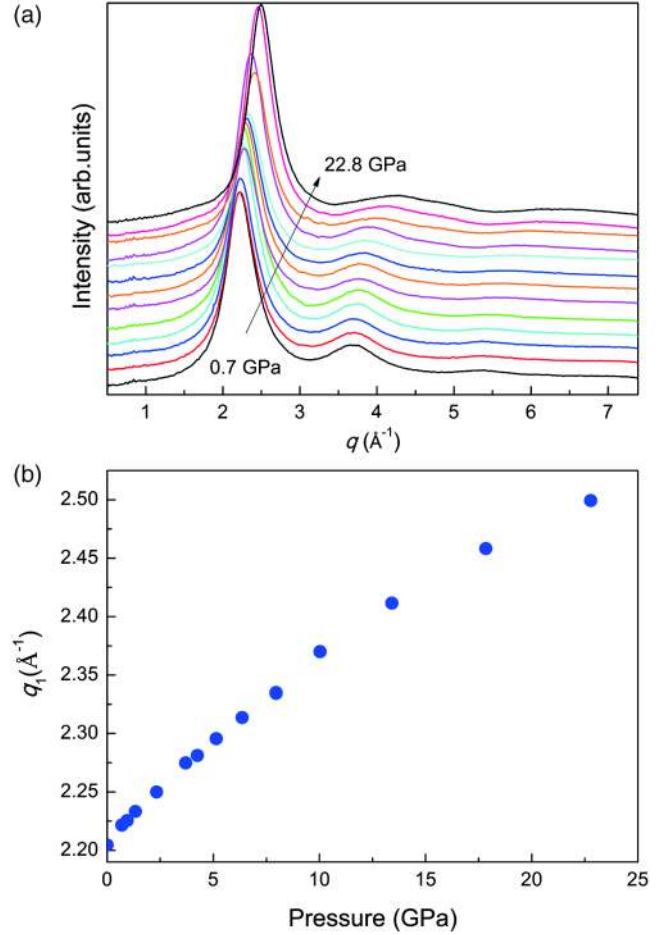 (a)
Intensity (arb.units)
22.8 GPa
0.7 GPa
1 2 3 4 5 6 7
q (Å⁻¹)
(b)
2.50
2.45
2.40
2.35
2.30
2.25
2.20
q₁(Å⁻¹)
0 5 10 15 20 25
Pressure (GPa)